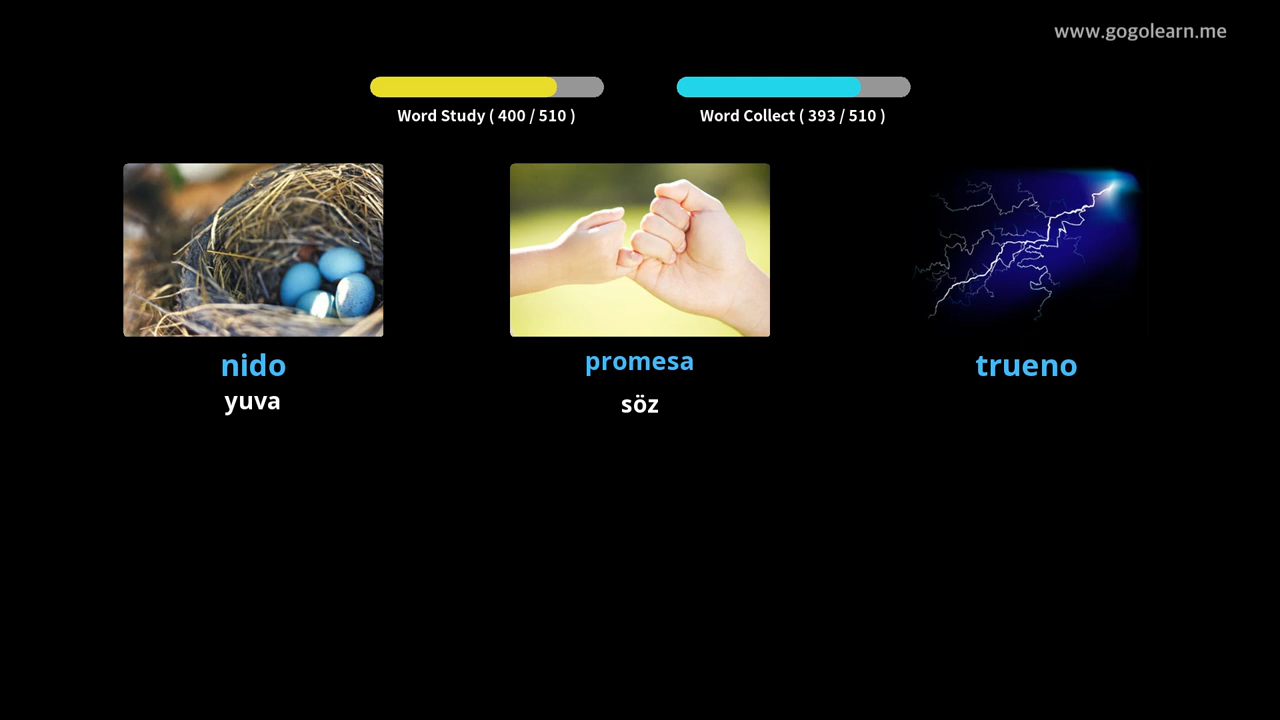 www.gogolearn.me
Word Study ( 400 / 510 )
Word Collect ( 393 / 510 )
nido
yuva
promesa
söz
trueno